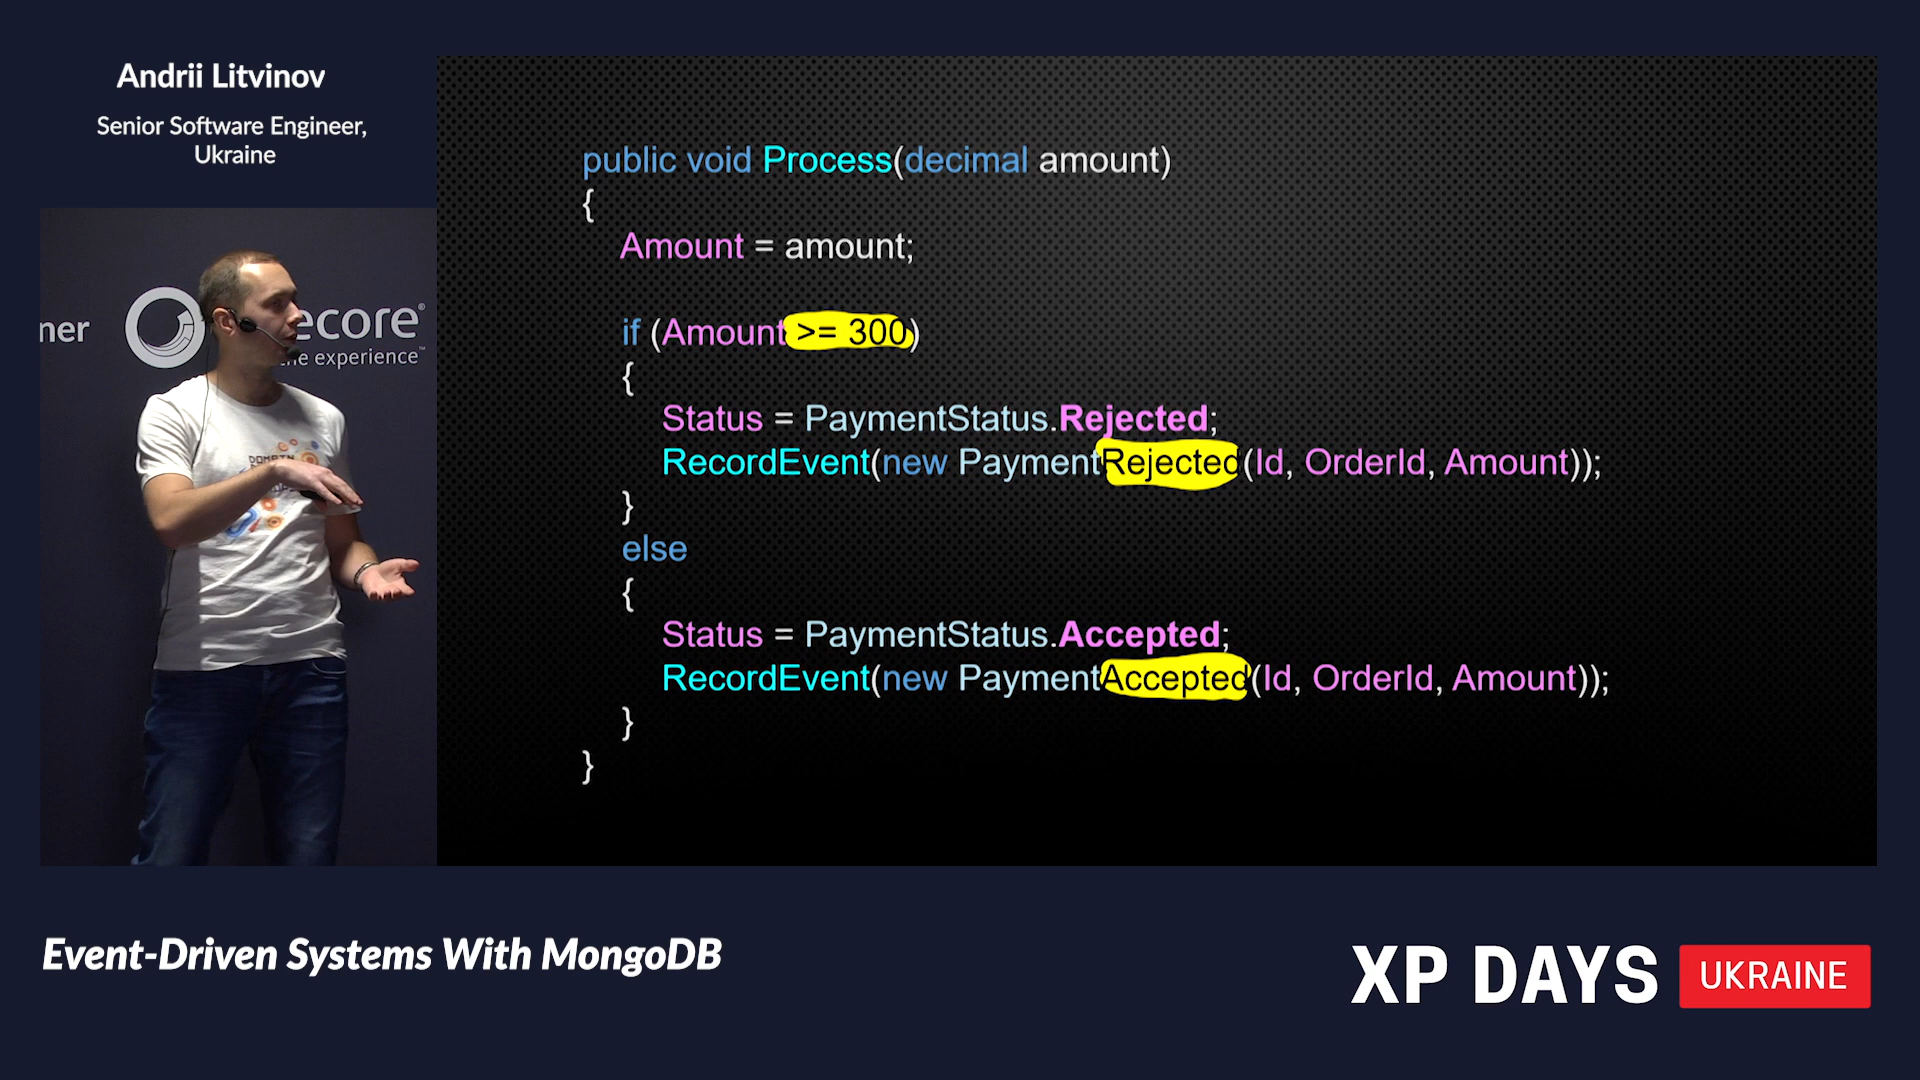 Andrii Litvinov
Senior Software Engineer,
Ukraine
public void Process(decimal amount)
{
Amount = amount;
if (Amount >= 300)
{
Status = PaymentStatus.Rejected;
RecordEvent(new PaymentRejected(Id, OrderId, Amount));
}
else
{
Status = PaymentStatus.Accepted;
RecordEvent(new PaymentAccepted(Id, OrderId, Amount));
}
}
ner
ecore®
he experience™
Event-Driven Systems With MongoDB
XP DAYS UKRAINE